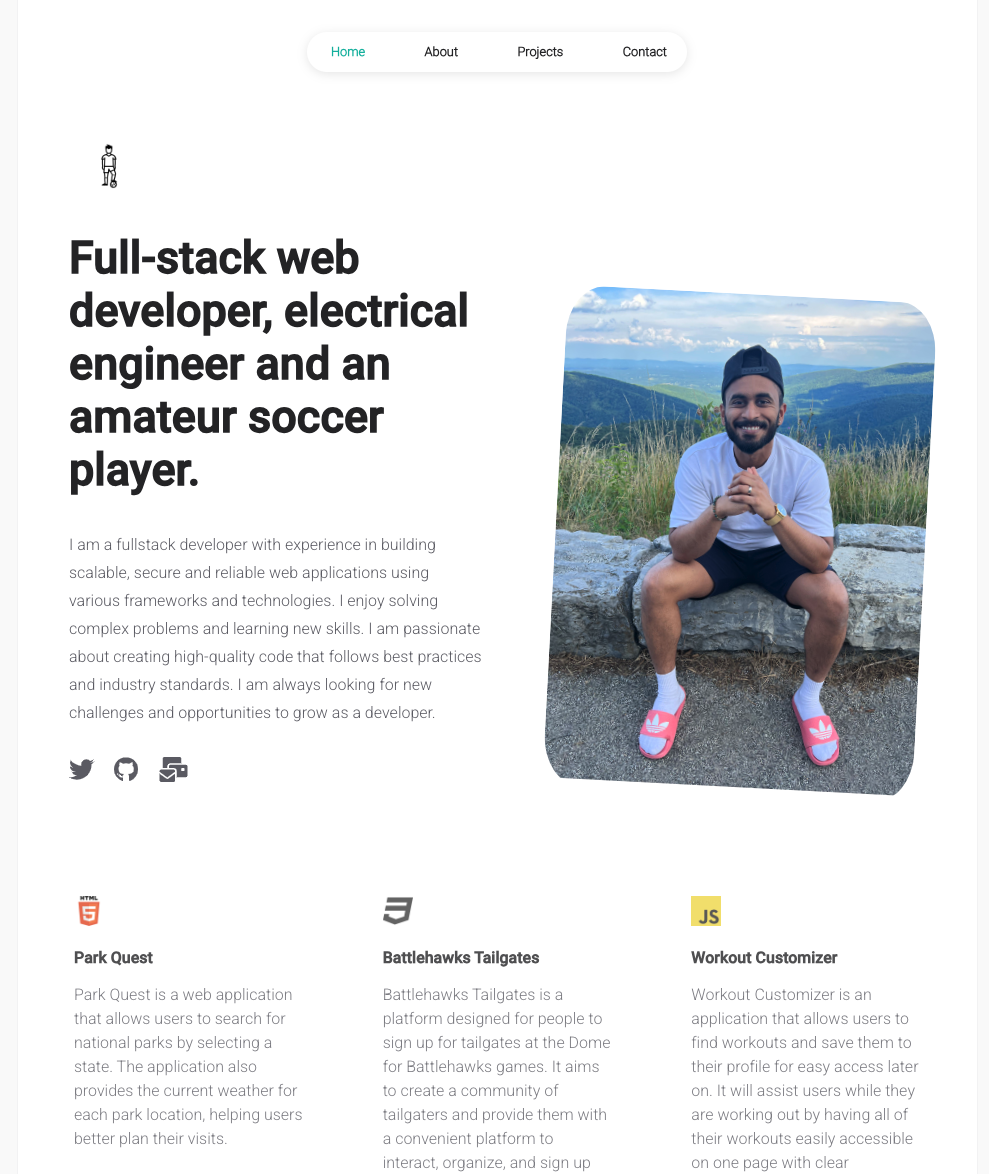 Home About Projects Contact
Full-stack web
developer, electrical
engineer and an
amateur soccer
player.
I am a fullstack developer with experience in building
scalable, secure and reliable web applications using
various frameworks and technologies. I enjoy solving
complex problems and learning new skills. I am passionate
about creating high-quality code that follows best practices
and industry standards. I am always looking for new
challenges and opportunities to grow as a developer.
HTML
5
Park Quest
Park Quest is a web application
that allows users to search for
national parks by selecting a
state. The application also
provides the current weather for
each park location, helping users
better plan their visits.
3
Battlehawks Tailgates
Battlehawks Tailgates is a
platform designed for people to
sign up for tailgates at the Dome
for Battlehawks games. It aims
to create a community of
tailgaters and provide them with
a convenient platform to
interact, organize, and sign up
JS
Workout Customizer
Workout Customizer is an
application that allows users to
find workouts and save them to
their profile for easy access later
on. It will assist users while they
are working out by having all of
their workouts easily accessible
on one page with clear